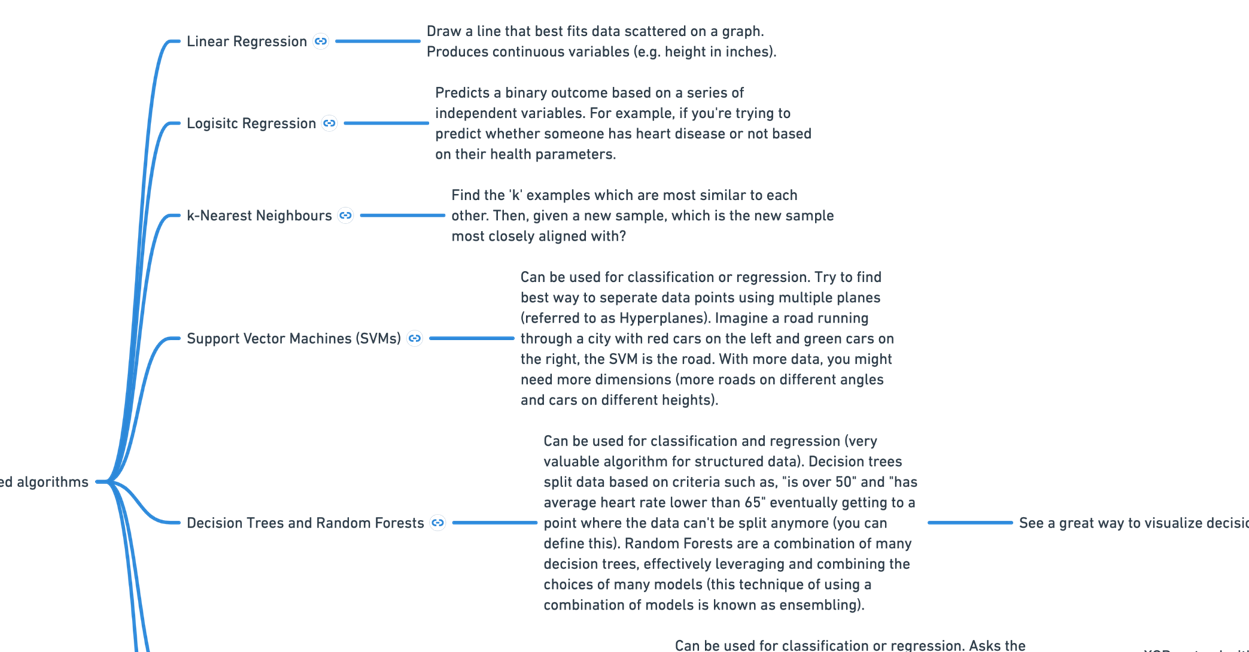 Linear Regression
Draw a line that best fits data scattered on a graph.
Produces continuous variables (e.g. height in inches).
Logisitc Regression
Predicts a binary outcome based on a series of
independent variables. For example, if you're trying to
predict whether someone has heart disease or not based
on their health parameters.
k-Nearest Neighbours
Find the 'k' examples which are most similar to each
other. Then, given a new sample, which is the new sample
most closely aligned with?
Support Vector Machines (SVMs)
Can be used for classification or regression. Try to find
best way to seperate data points using multiple planes
(referred to as Hyperplanes). Imagine a road running
through a city with red cars on the left and green cars on
the right, the SVM is the road. With more data, you might
need more dimensions (more roads on different angles
and cars on different heights).
ed algorithms
Decision Trees and Random Forests
Can be used for classification and regression (very
valuable algorithm for structured data). Decision trees
split data based on criteria such as, "is over 50" and "has
average heart rate lower than 65" eventually getting to a
point where the data can't be split anymore (you can
define this). Random Forests are a combination of many
decision trees, effectively leveraging and combining the
choices of many models (this technique of using a
combination of models is known as ensembling).
See a great way to visualize decisi
Can be used for classification or regression. Asks the